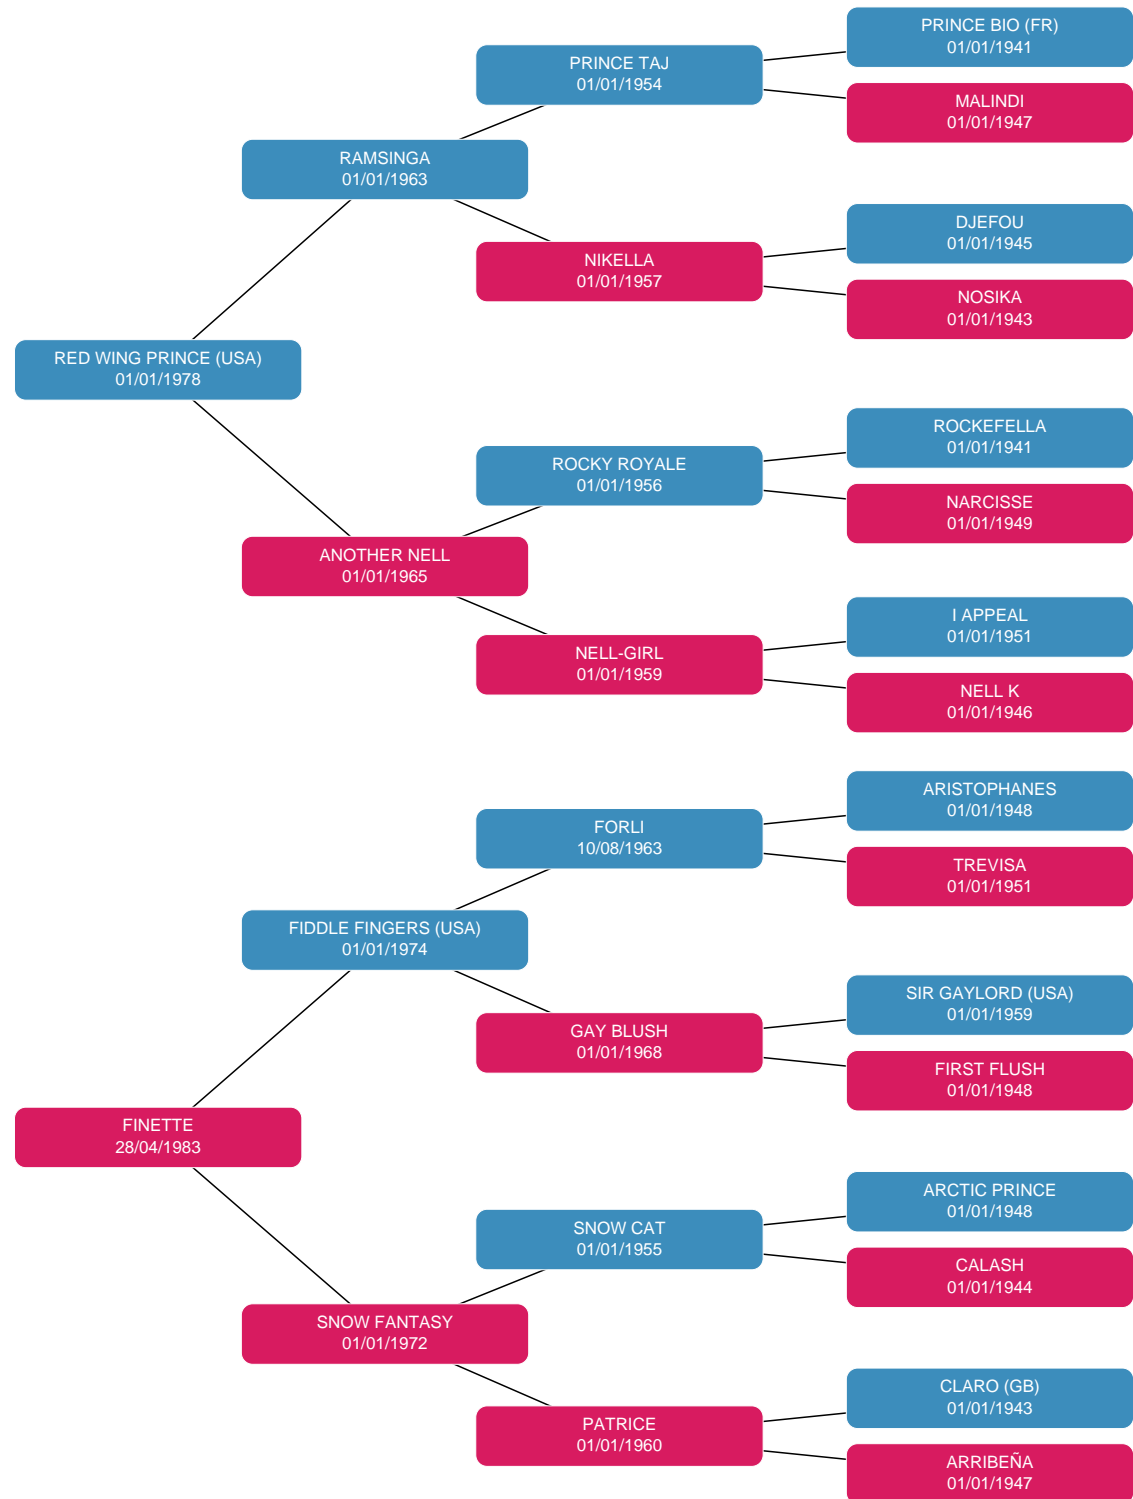 PRINCE BIO (FR)
01/01/1941
PRINCE TAJ
01/01/1954
MALINDI
01/01/1947
RAMSINGA
01/01/1963
DJEFOU
01/01/1945
NIKELLA
01/01/1957
NOSIKA
01/01/1943
RED WING PRINCE (USA)
01/01/1978
ROCKEFELLA
01/01/1941
ROCKY ROYALE
01/01/1956
NARCISSE
01/01/1949
ANOTHER NELL
01/01/1965
I APPEAL
01/01/1951
NELL-GIRL
01/01/1959
NELL K
01/01/1946
ARISTOPHANES
01/01/1948
FORLI
10/08/1963
TREVISA
01/01/1951
FIDDLE FINGERS (USA)
01/01/1974
SIR GAYLORD (USA)
01/01/1959
GAY BLUSH
01/01/1968
FIRST FLUSH
01/01/1948
FINETTE
28/04/1983
ARCTIC PRINCE
01/01/1948
SNOW CAT
01/01/1955
CALASH
01/01/1944
SNOW FANTASY
01/01/1972
CLARO (GB)
01/01/1943
PATRICE
01/01/1960
ARRIBEÑA
01/01/1947